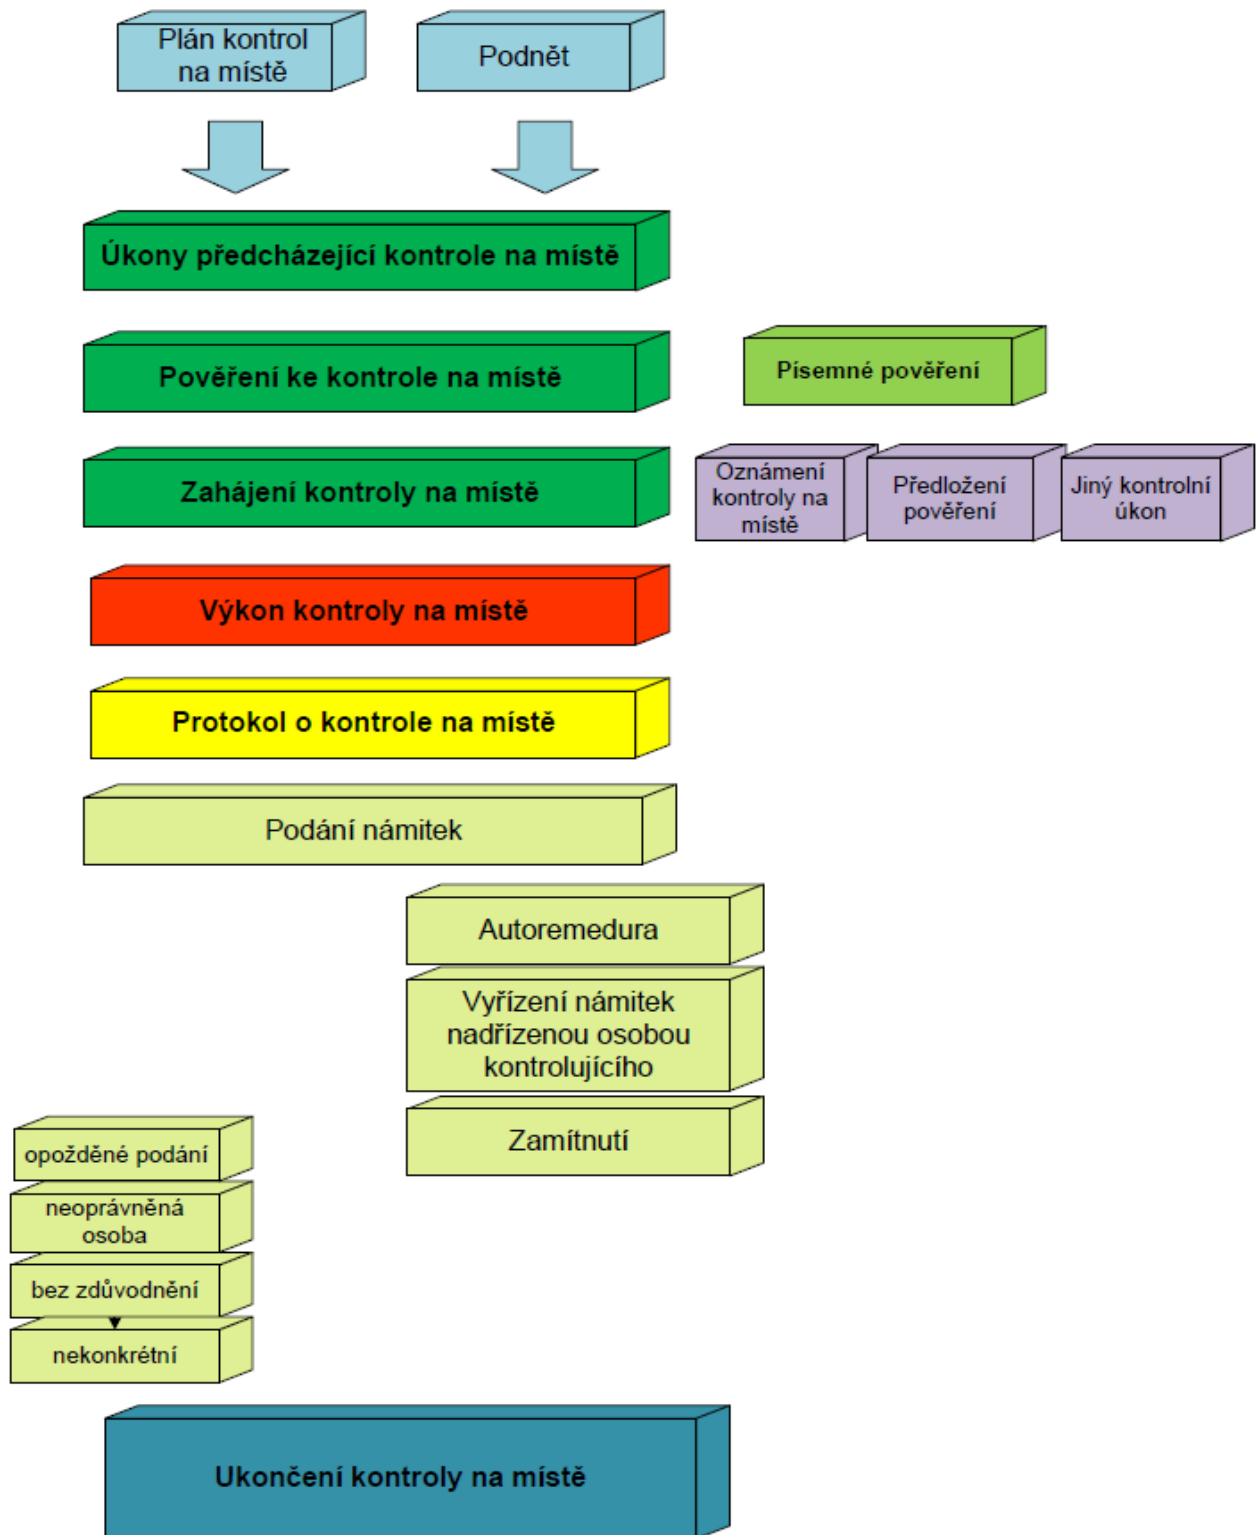 Plán kontrol
na místě
Podnět
Úkony předcházející kontrole na místě
Pověření ke kontrole na místě
Písemné pověření
Zahájení kontroly na místě
Oznámení
kontroly na
místě
Předložení
pověření
Jiný kontrolní
úkon
Výkon kontroly na místě
Protokol o kontrole na místě
Podání námitek
Autoremedura
Vyřízení námitek
nadřízenou osobou
kontrolujícího
Zamítnutí
opožděné podání
neoprávněná
osoba
bez zdůvodnění
nekonkrétní
Ukončení kontroly na místě